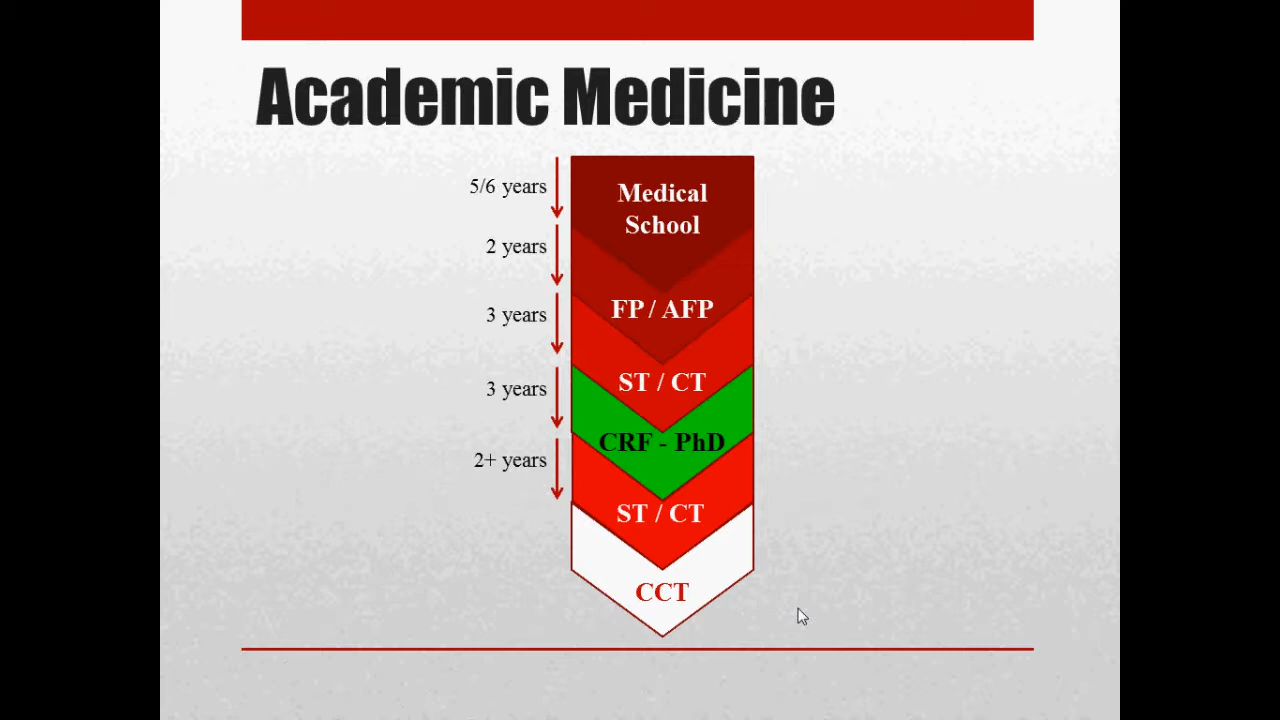 Academic Medicine
5/6 years
Medical
School
2 years
FP / AFP
3 years
ST / CT
3 years
CRF - PhD
2+ years
ST / CT
CCT